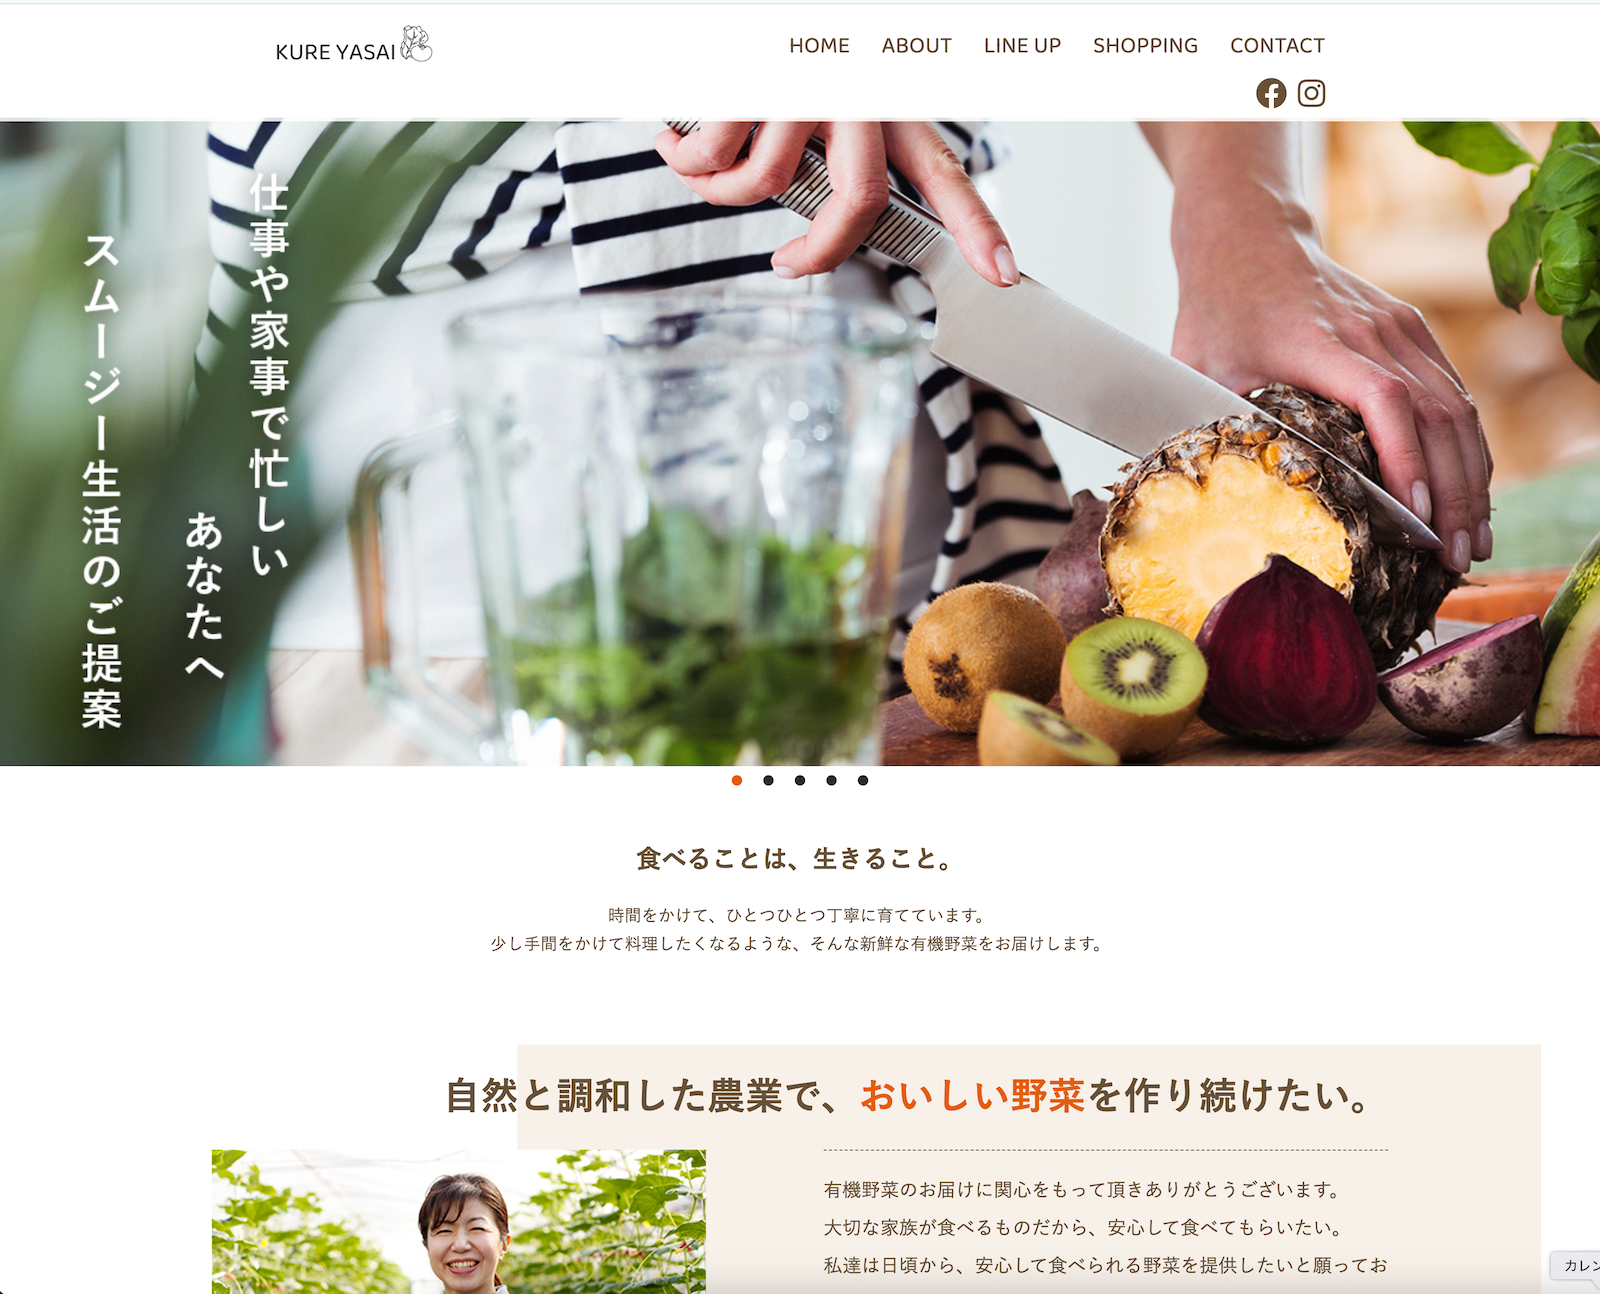 KURE YASAI
HOME ABOUT LINE UP SHOPPING CONTACT
仕事や家事で忙しい
あなたへ
スムージー生活のご提案
食べることは、生きること。
時間をかけて、ひとつひとつ丁寧に育てています。
少し手間をかけて料理したくなるような、そんな新鮮な有機野菜をお届けします。
自然と調和した農業で、おいしい野菜を作り続けたい。
有機野菜のお届けに関心をもって頂きありがとうございます。
大切な家族が食べるものだから、安心して食べてもらいたい。
私達は日頃から、安心して食べられる野菜を提供したいと願ってお
カレン